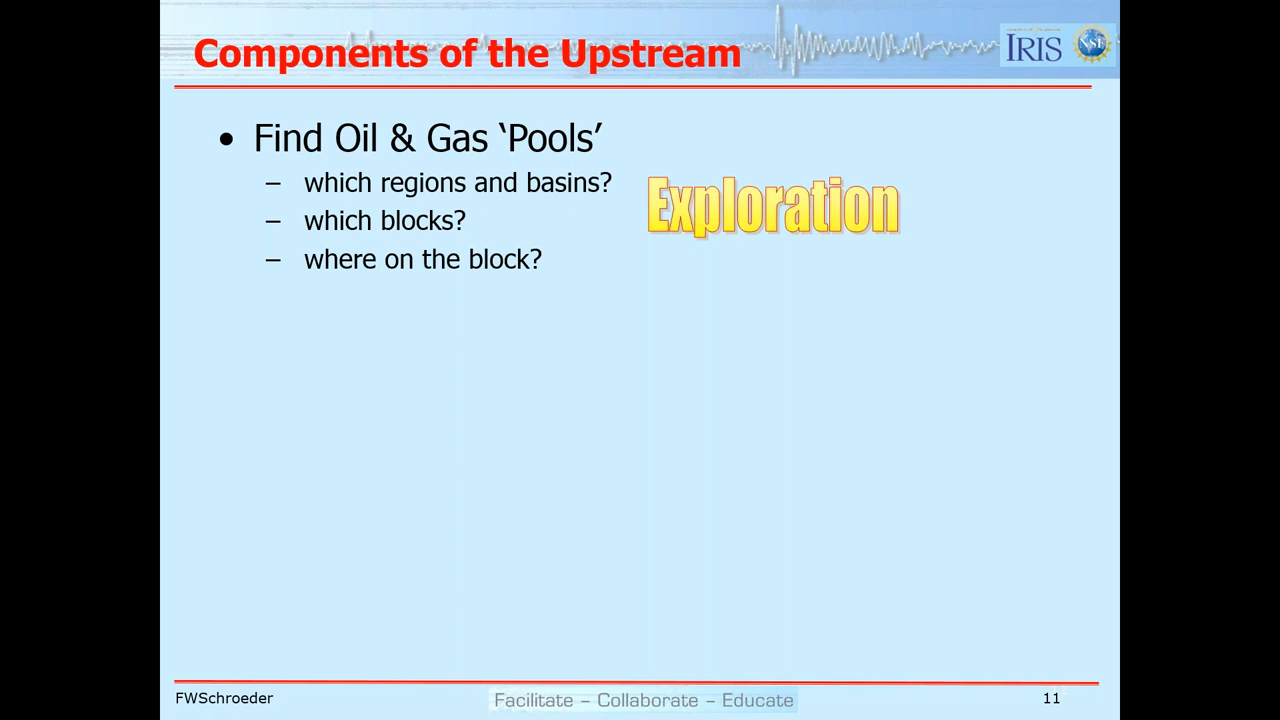 Components of the Upstream
IRIS
NSF
• Find Oil & Gas ‘Pools’
– which regions and basins?
– which blocks?
– where on the block?
Exploration
FWSchroeder
Facilitate – Collaborate – Educate
11